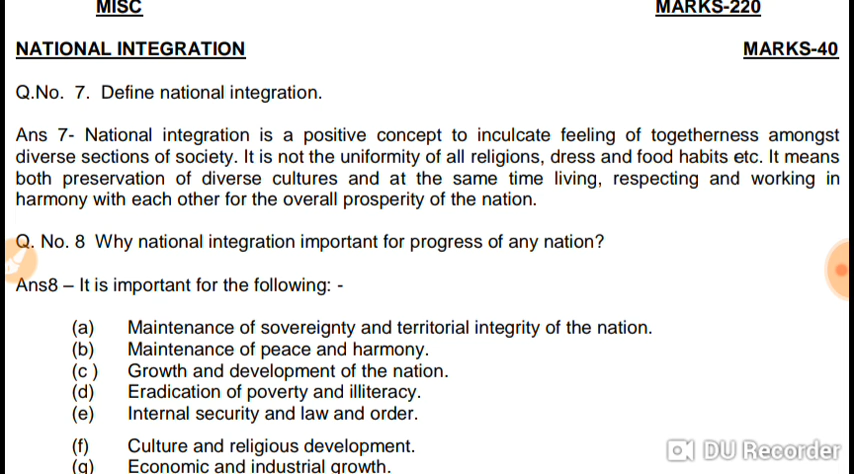 MISC MARKS-220
NATIONAL INTEGRATION MARKS-40
Q.No. 7. Define national integration.
Ans 7- National integration is a positive concept to inculcate feeling of togetherness amongst
diverse sections of society. It is not the uniformity of all religions, dress and food habits etc. It means
both preservation of diverse cultures and at the same time living, respecting and working in
harmony with each other for the overall prosperity of the nation.
Q. No. 8 Why national integration important for progress of any nation?
Ans8 – It is important for the following: -
(a) Maintenance of sovereignty and territorial integrity of the nation.
(b) Maintenance of peace and harmony.
(c ) Growth and development of the nation.
(d) Eradication of poverty and illiteracy.
(e) Internal security and law and order.
(f) Culture and religious development.
(g) Economic and industrial growth.
DU Recorder